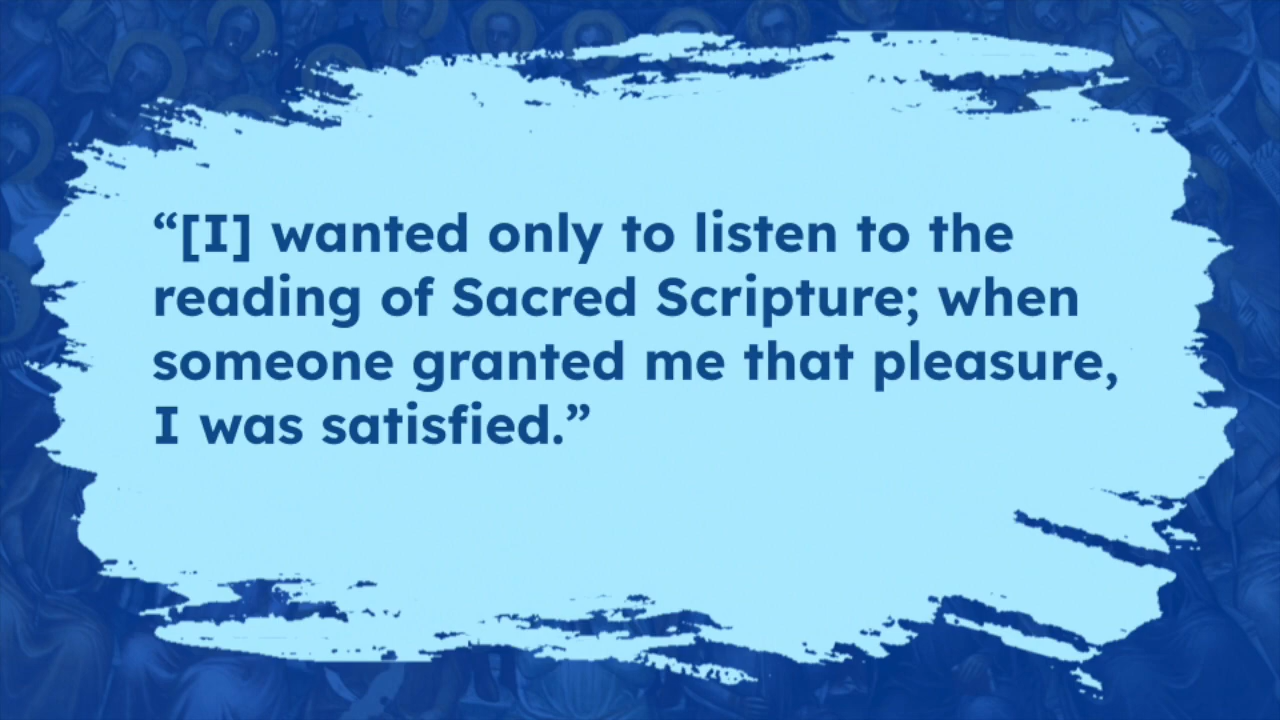 “[I] wanted only to listen to the
reading of Sacred Scripture; when
someone granted me that pleasure,
I was satisfied.”